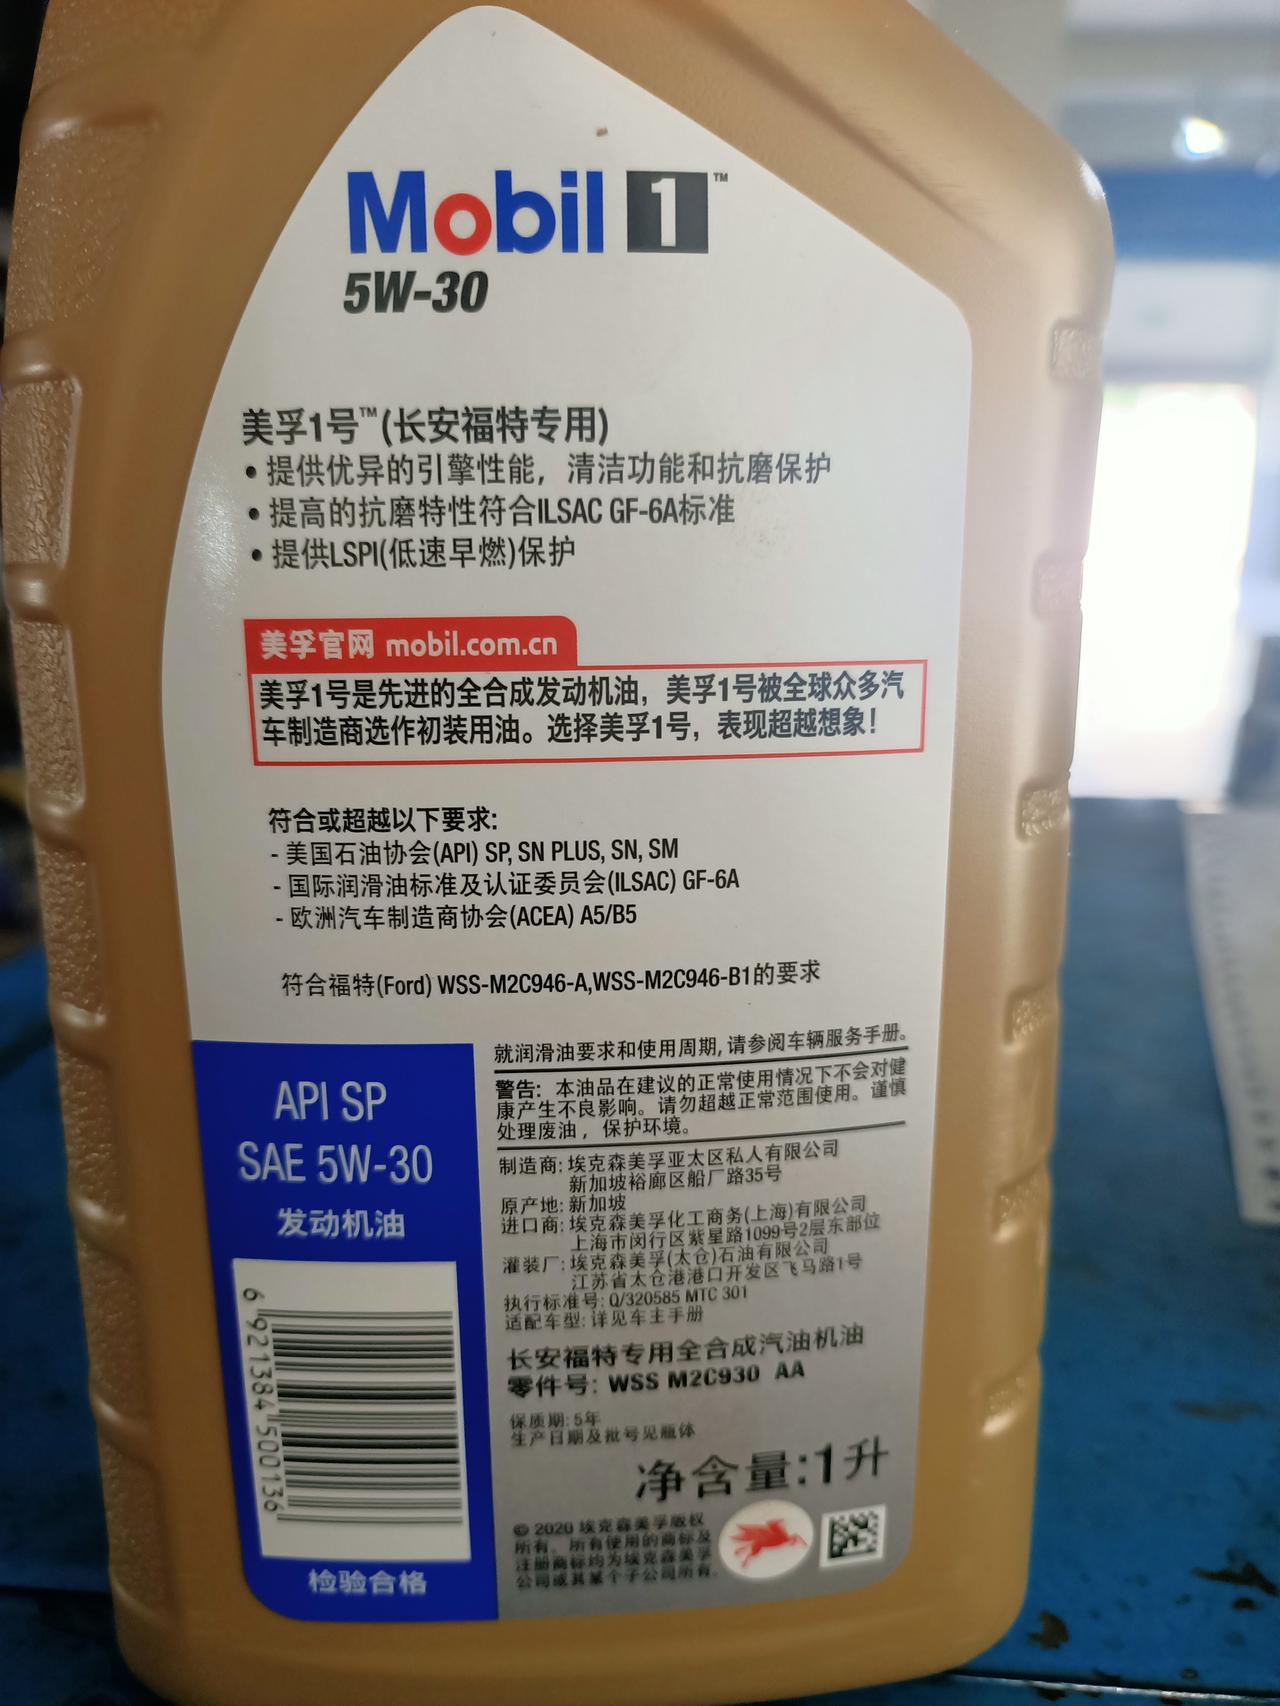 Mobil 1™
5W-30
美孚1号™(长安福特专用)
• 提供优异的引擎性能，清洁功能和抗磨保护
• 提高的抗磨特性符合ILSAC GF-6A标准
• 提供LSPI(低速早燃)保护
美孚官网 mobil.com.cn
美孚1号是先进的全合成发动机油，美孚1号被全球众多汽
车制造商选作初装用油。选择美孚1号，表现超越想象！
符合或超越以下要求:
- 美国石油协会(API) SP, SN PLUS, SN, SM
- 国际润滑油标准及认证委员会(ILSAC) GF-6A
- 欧洲汽车制造商协会(ACEA) A5/B5
符合福特(Ford) WSS-M2C946-A,WSS-M2C946-B1的要求
就润滑油要求和使用周期,请参阅车辆服务手册。
警告: 本油品在建议的正常使用情况下不会对健
康产生不良影响。请勿超越正常范围使用。谨慎
处理废油，保护环境。
制造商: 埃克森美孚亚太区私人有限公司
新加坡裕廊区船厂路35号
原产地: 新加坡
进口商: 埃克森美孚化工商务(上海)有限公司
上海市闵行区紫星路1099号2层东部位
灌装厂: 埃克森美孚(太仓)石油有限公司
江苏省太仓港港口开发区飞马路1号
执行标准号: Q/320585 MTC 301
适配车型: 详见车主手册
长安福特专用全合成汽油机油
零件号: WSS M2C930 AA
保质期: 5年
生产日期及批号见瓶体
净含量:1升
© 2020 埃克森美孚版权
所有。所有使用的商标及
注册商标均为埃克森美孚
公司或其某个子公司所有。
API SP
SAE 5W-30
发动机油
6 921384 500136
检验合格